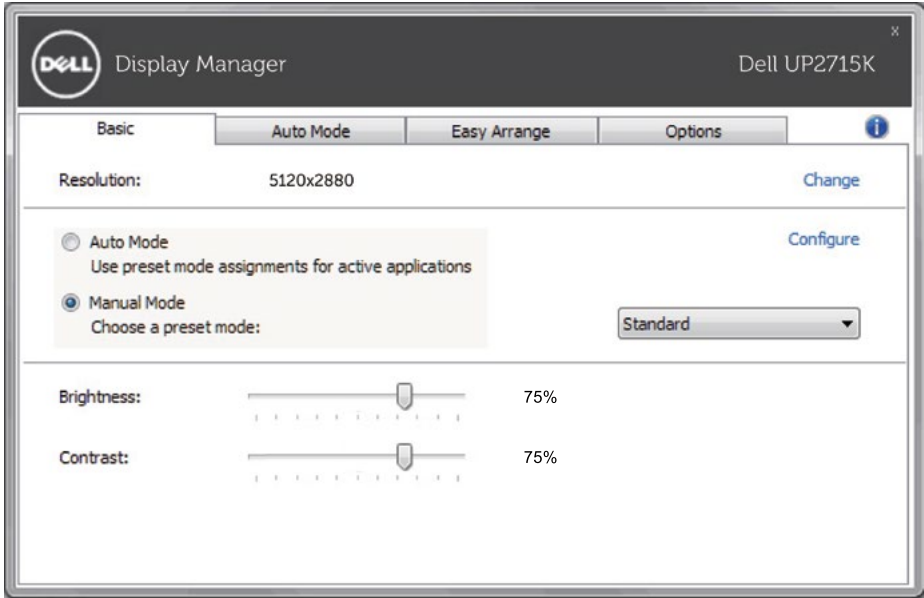 DELL Display Manager Dell UP2715K x
Basic Auto Mode Easy Arrange Options i
Resolution: 5120x2880 Change
Auto Mode Configure
Use preset mode assignments for active applications
Manual Mode
Choose a preset mode: Standard
Brightness: 75%
Contrast: 75%